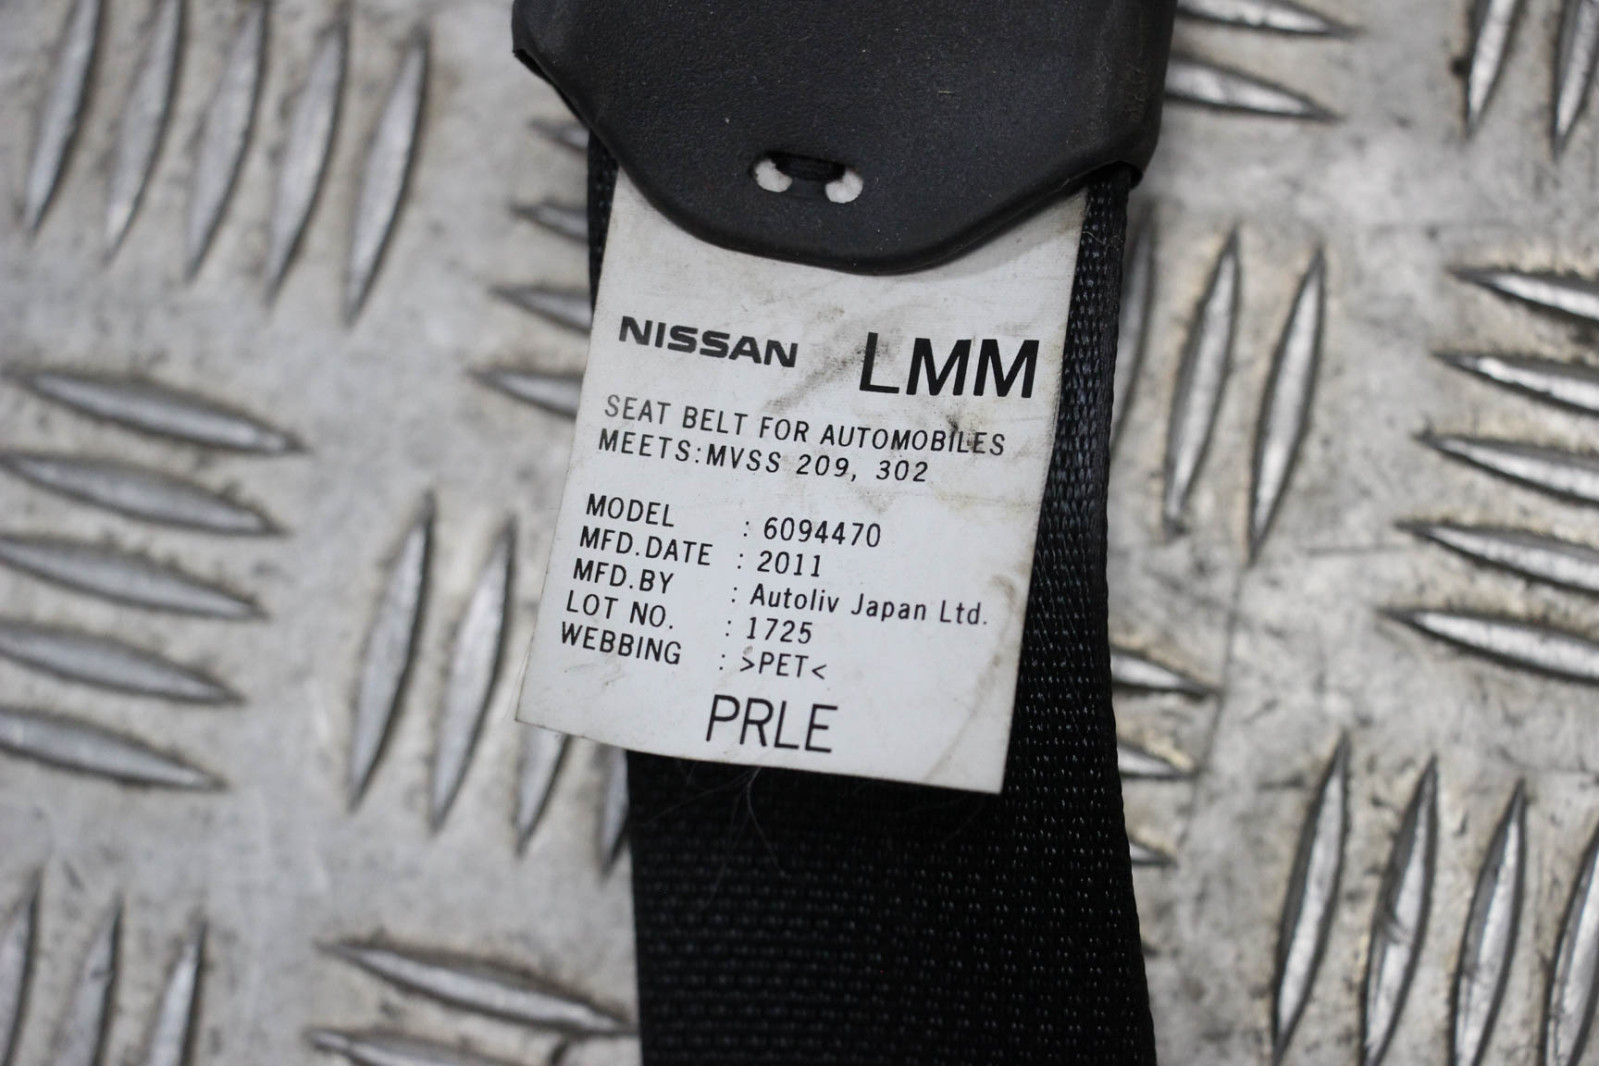 NISSAN LMM
SEAT BELT FOR AUTOMOBILES
MEETS:MVSS 209, 302
MODEL : 6094470
MFD.DATE : 2011
MFD.BY : Autoliv Japan Ltd.
LOT NO. : 1725
WEBBING : >PET<
PRLE